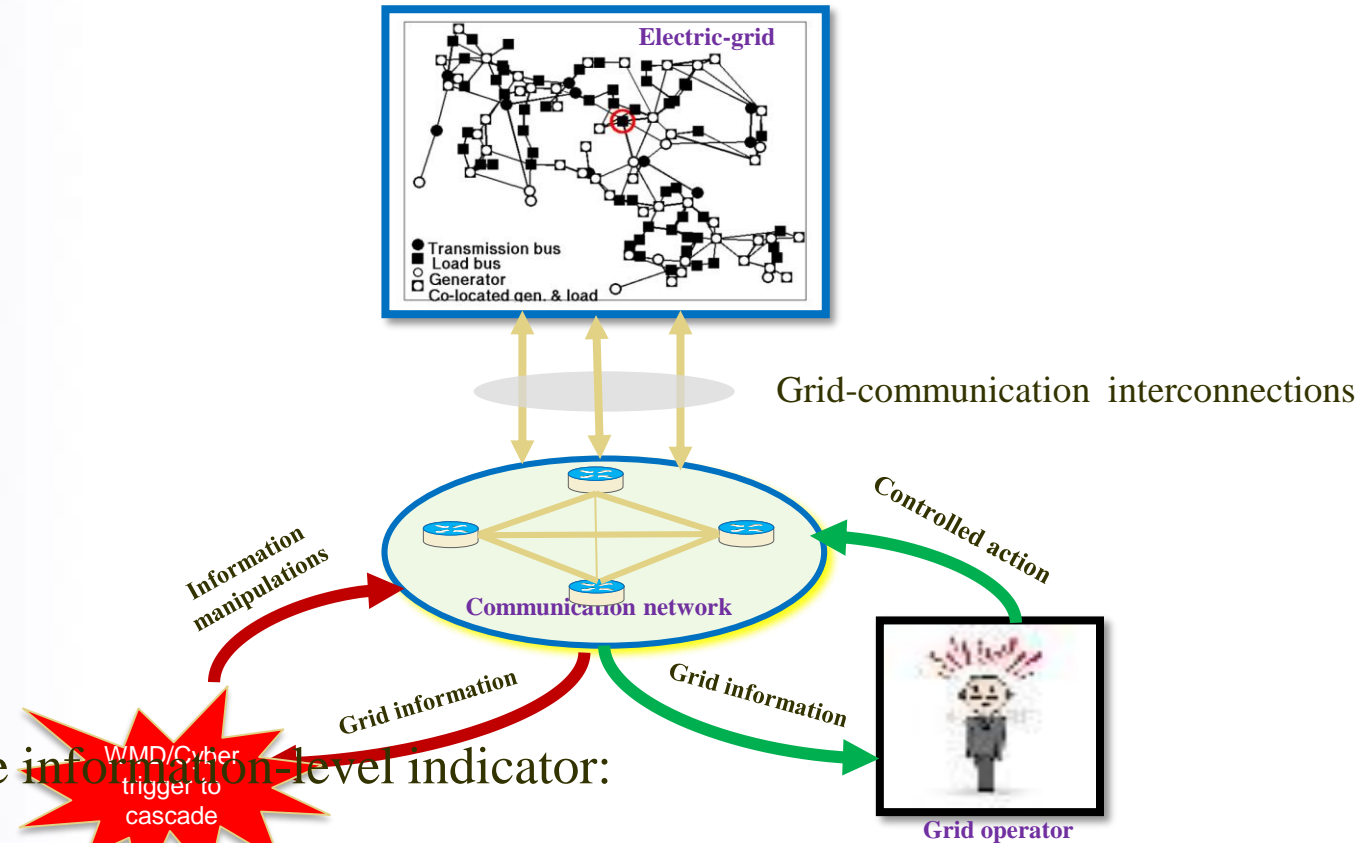 Electric-grid
Transmission bus
Load bus
Generator
Co-located gen. & load
Grid-communication interconnections
Controlled action
Information
manipulations
Communication network
Grid information
Grid information
WMD/Cyber
trigger to
cascade
e information-level indicator:
Grid operator